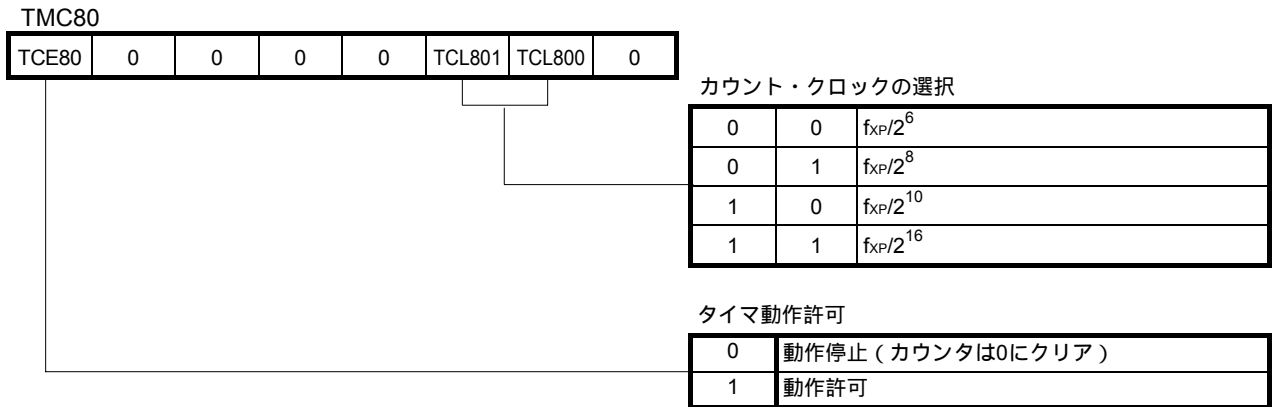 TMC80
TCE80 0 0 0 0 TCL801 TCL800 0
カウント・クロックの選択
0 0 fXP/2^6
0 1 fXP/2^8
1 0 fXP/2^10
1 1 fXP/2^16
タイマ動作許可
0 動作停止（カウンタは0にクリア）
1 動作許可